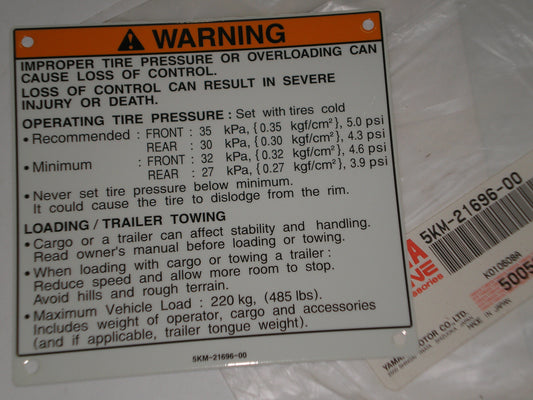 WARNING
IMPROPER TIRE PRESSURE OR OVERLOADING CAN
CAUSE LOSS OF CONTROL.
LOSS OF CONTROL CAN RESULT IN SEVERE
INJURY OR DEATH.
OPERATING TIRE PRESSURE : Set with tires cold
• Recommended : FRONT : 35 kPa, {0.35 kgf/cm²}, 5.0 psi
REAR : 30 kPa, {0.30 kgf/cm²}, 4.3 psi
• Minimum : FRONT : 32 kPa, {0.32 kgf/cm²}, 4.6 psi
REAR : 27 kPa, {0.27 kgf/cm²}, 3.9 psi
• Never set tire pressure below minimum.
It could cause the tire to dislodge from the rim.
LOADING / TRAILER TOWING
• Cargo or a trailer can affect stability and handling.
Read owner's manual before loading or towing.
• When loading with cargo or towing a trailer :
Reduce speed and allow more room to stop.
Avoid hills and rough terrain.
• Maximum Vehicle Load : 220 kg, (485 lbs).
Includes weight of operator, cargo and accessories
(and if applicable, trailer tongue weight).
5KM-21696-00
5KM-21696-00
5005
MOTOR CO., LTD.
JAPAN